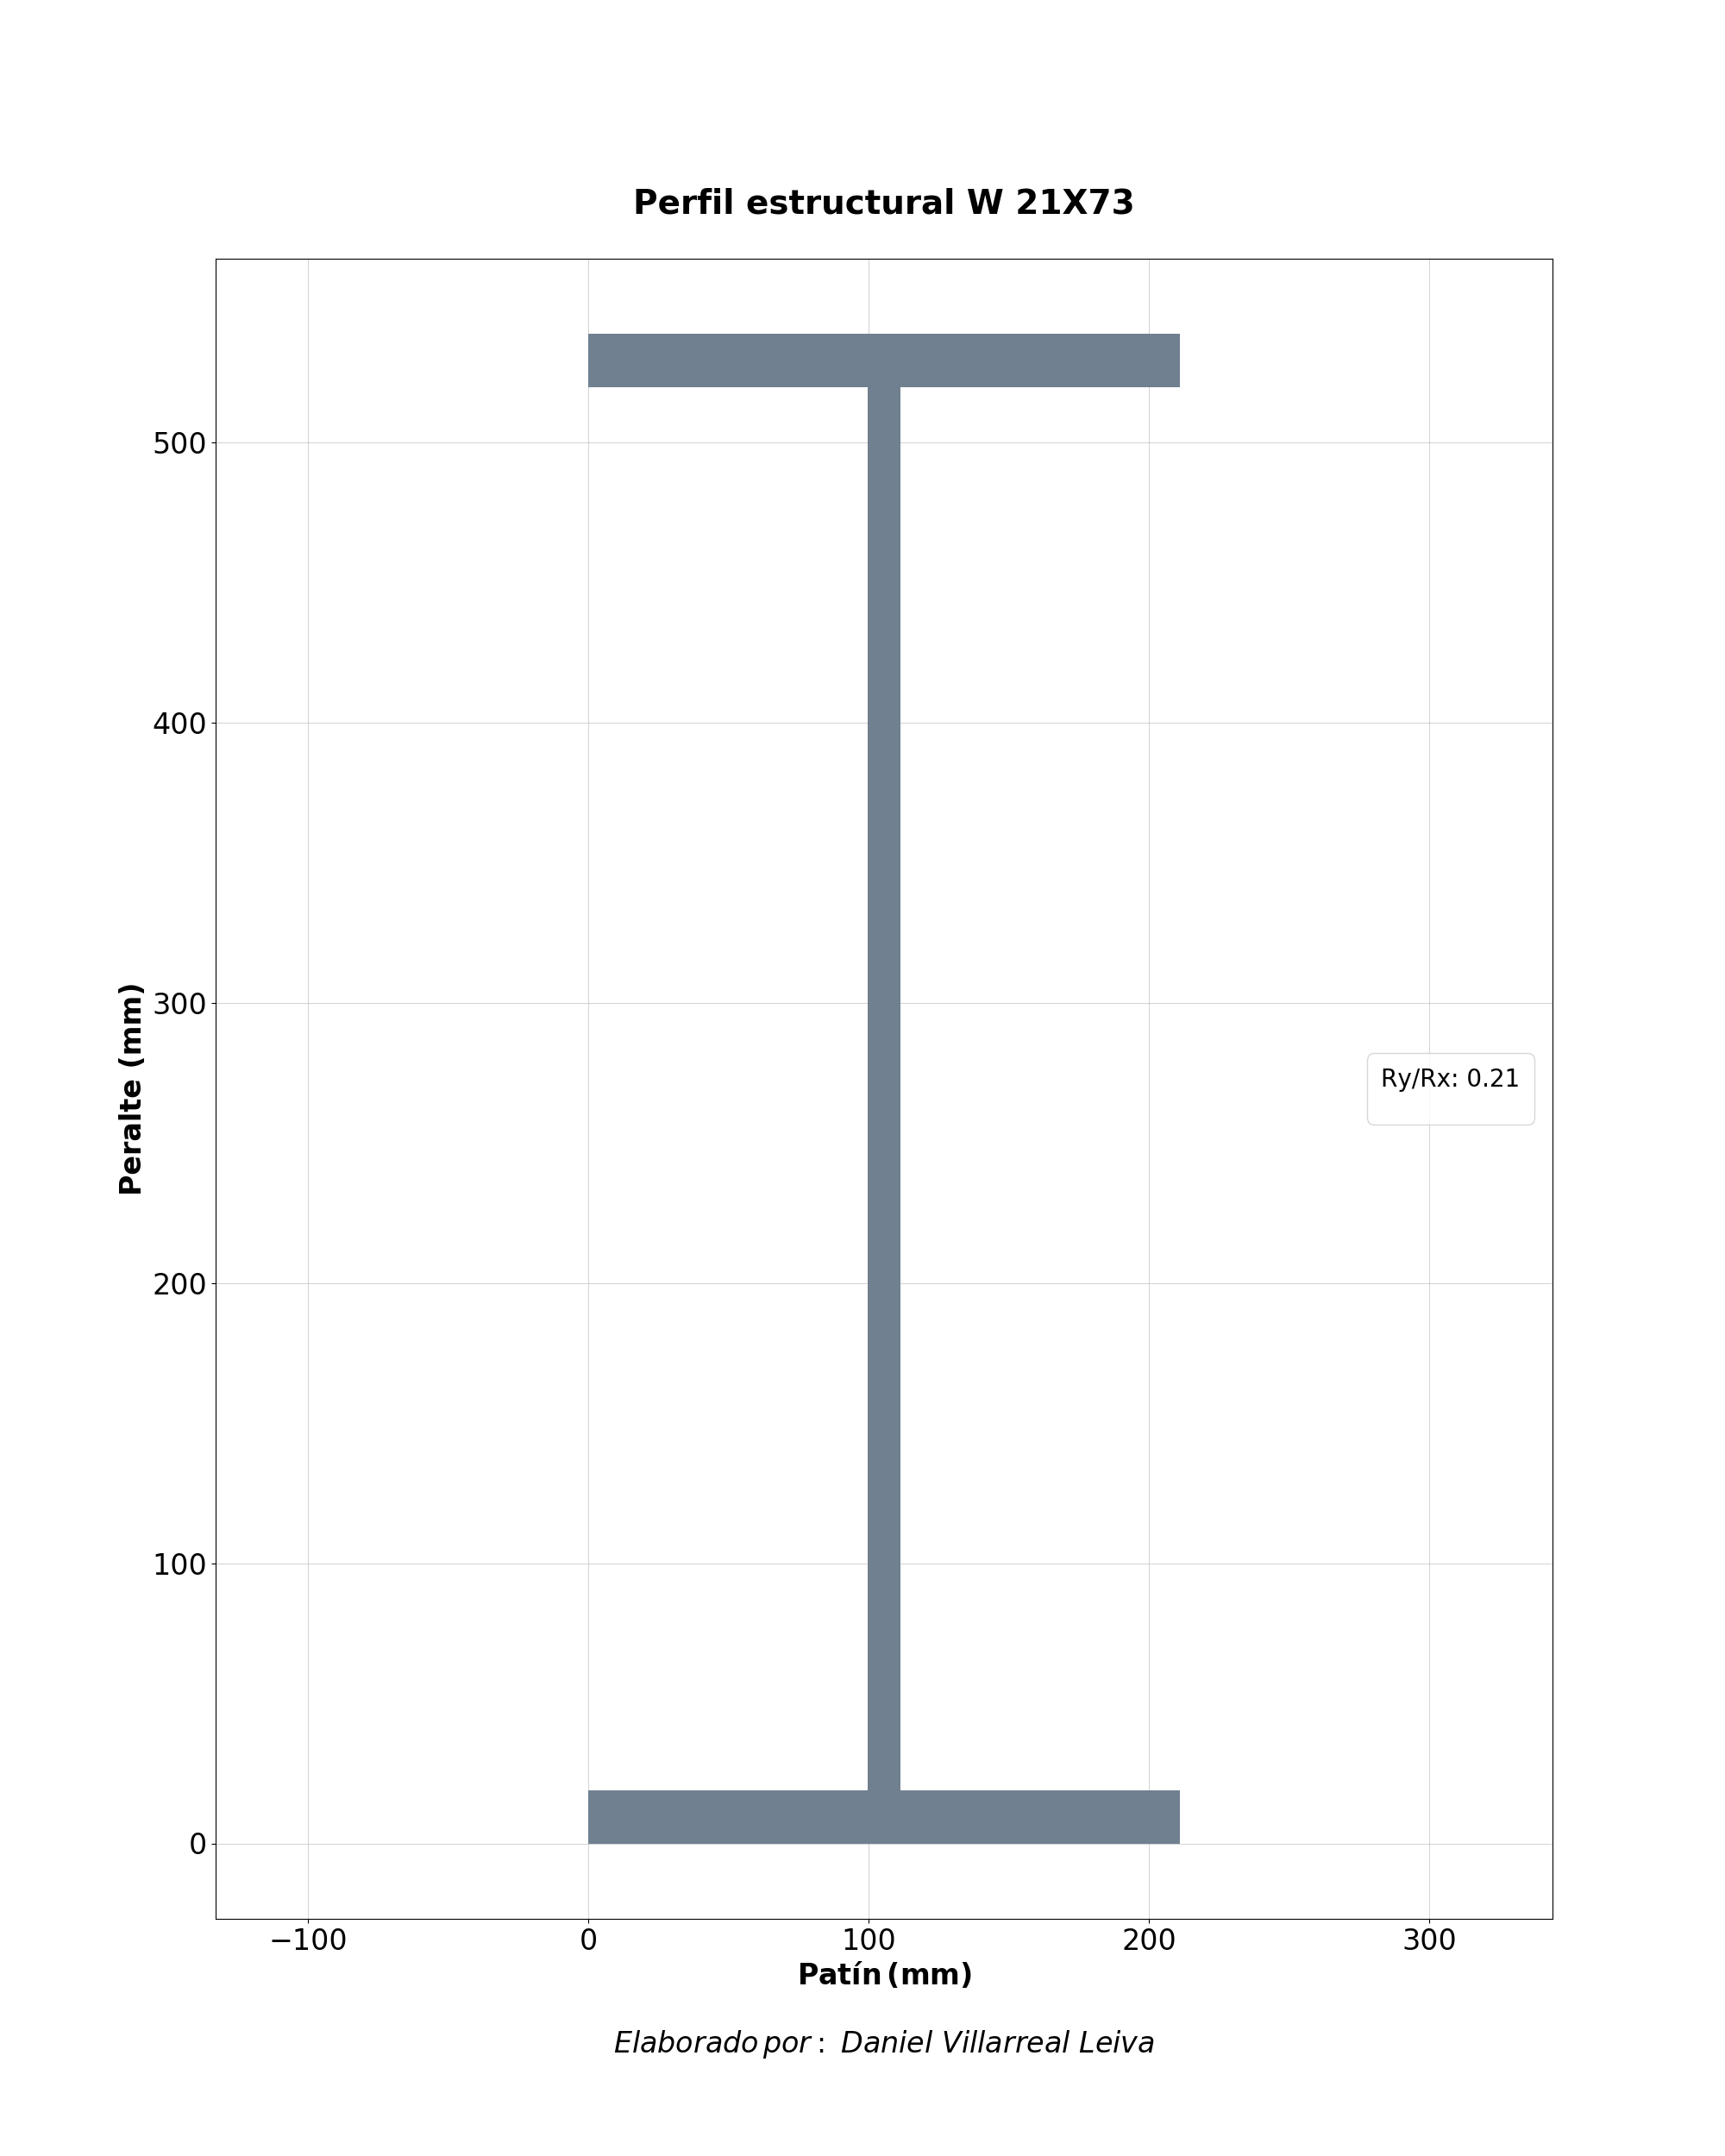 Perfil estructural W 21X73
500
400
300
200
100
0
Peralte (mm)
Ry/Rx: 0.21
−100 0 100 200 300
Patín (mm)
Elaborado por: Daniel Villarreal Leiva